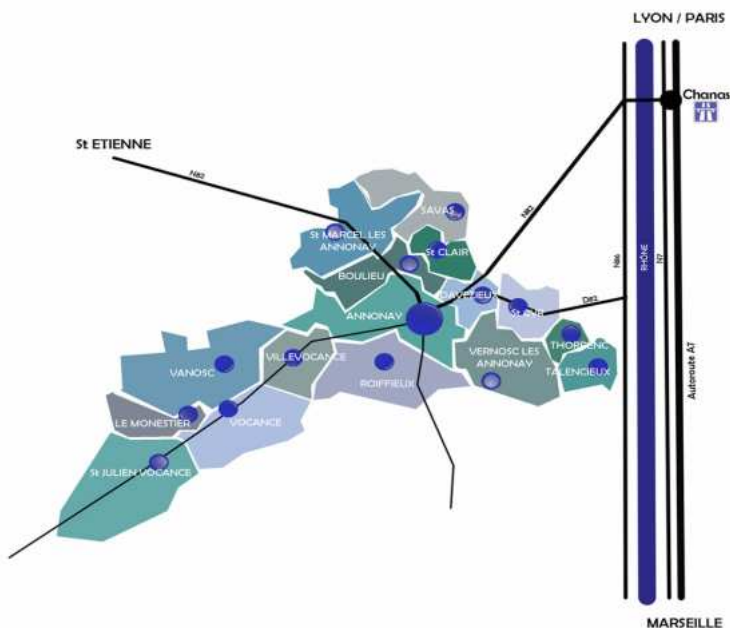 LYON / PARIS
Chanas
St ETIENNE
N82
SAVAS
N82
St MARCEL LES
ANNONAY
St CLAIR
BOULIEU
N86
RHÔNE
N7
DAVEZIEUX
D82
St CYR
ANNONAY
THORRENC
VILLEVOCANCE
VERNOSC LES
ANNONAY
TALENCIEUX
Autoroute A7
VANOSC
ROIFFIEUX
LE MONESTIER
VOCANCE
St JULIEN VOCANCE
MARSEILLE